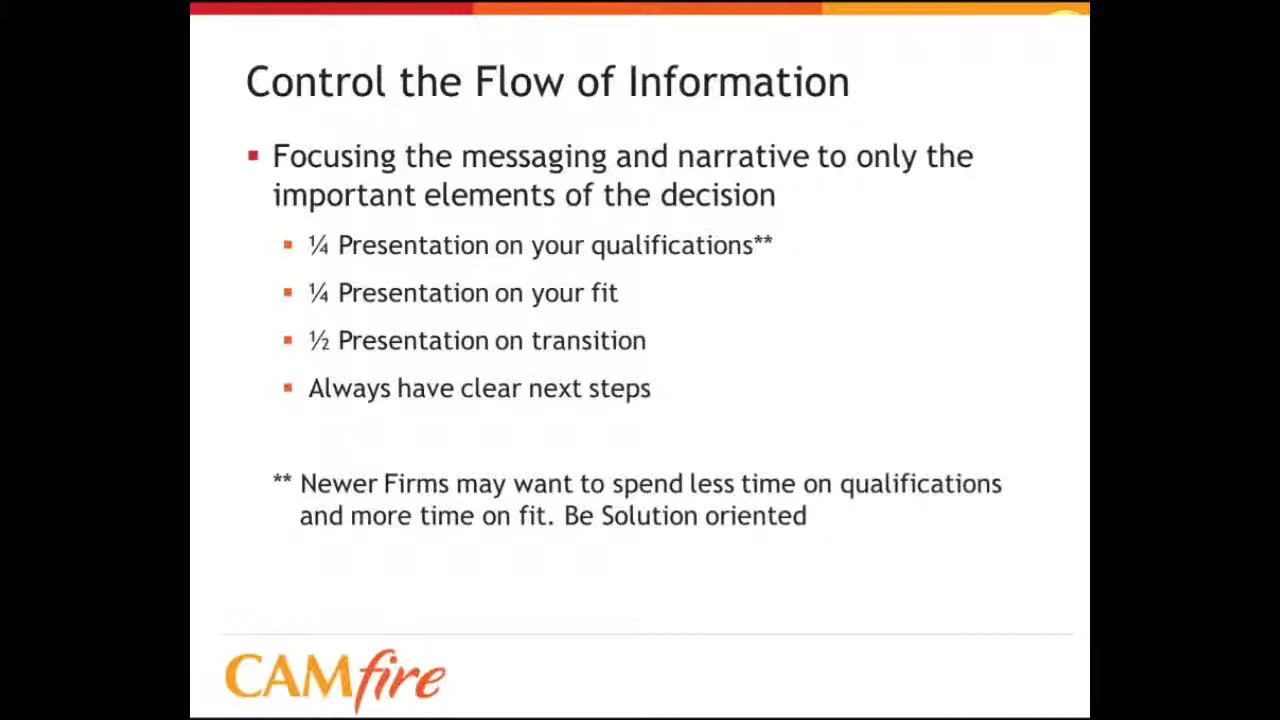 Control the Flow of Information
Focusing the messaging and narrative to only the
important elements of the decision
¼ Presentation on your qualifications**
¼ Presentation on your fit
½ Presentation on transition
Always have clear next steps
** Newer Firms may want to spend less time on qualifications
and more time on fit. Be Solution oriented
CAMfire